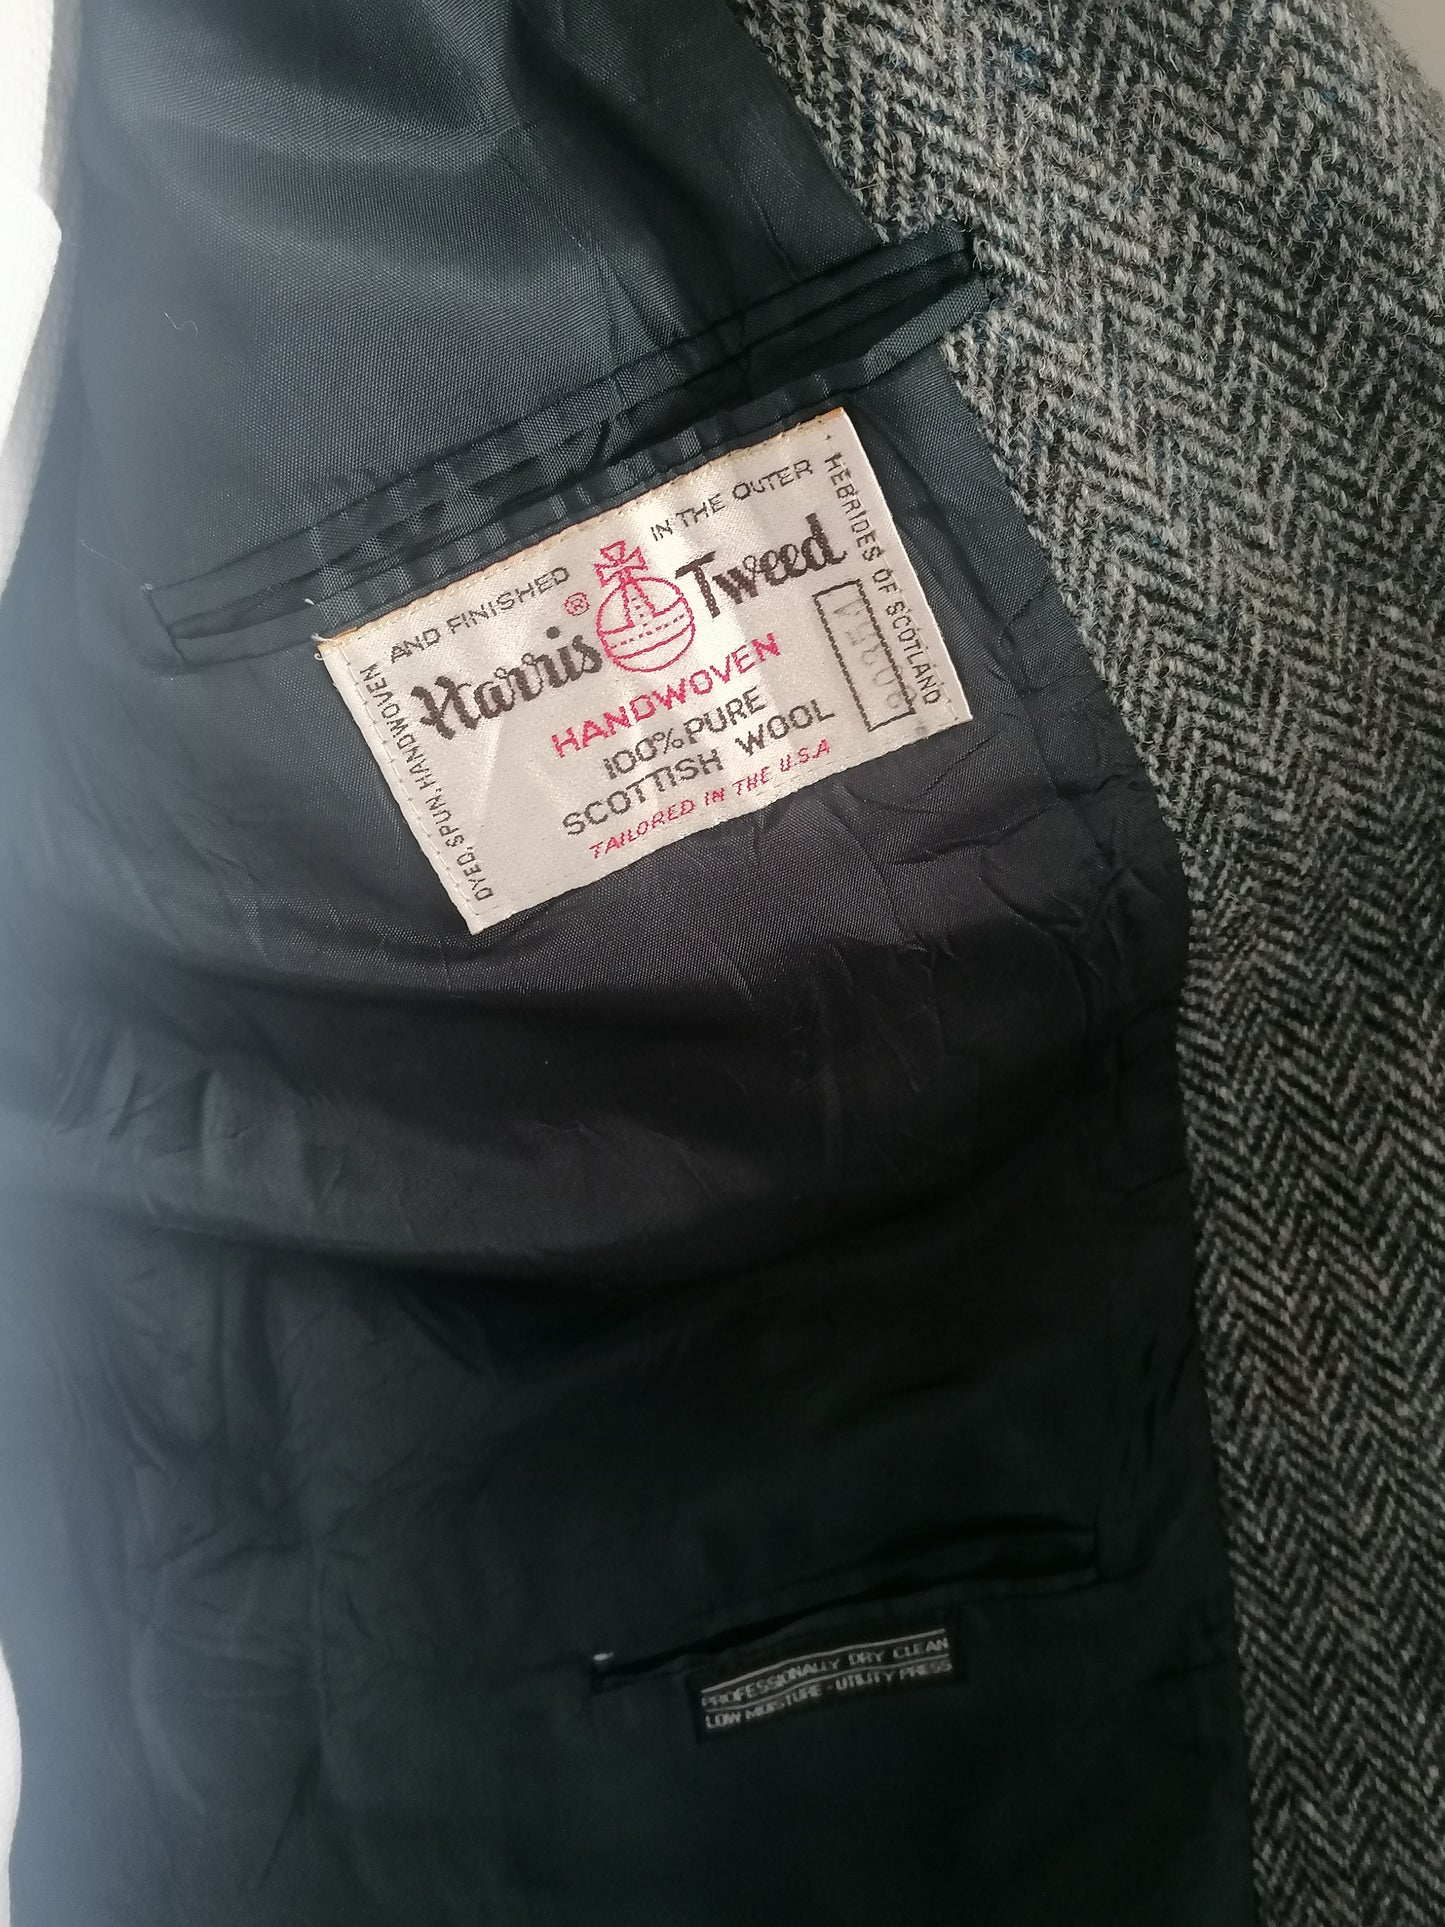 DYED, SPUN, HANDWOVEN
AND FINISHED
IN THE OUTER
HEBRIDES OF SCOTLAND
Harris ® Tweed
HANDWOVEN
100% PURE
SCOTTISH WOOL
TAILORED IN THE U.S.A
PROFESSIONALLY DRY CLEAN
LOW MOISTURE - UTILITY PRESS